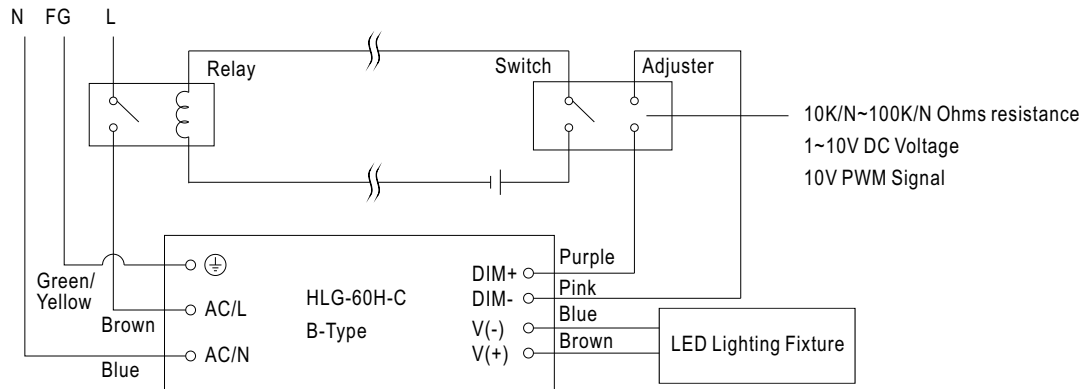 N FG L
Relay
Switch
Adjuster
10K/N~100K/N Ohms resistance
1~10V DC Voltage
10V PWM Signal
Green/
Yellow
Brown
Blue
AC/L
AC/N
HLG-60H-C
B-Type
DIM+
DIM-
V(-)
V(+)
Purple
Pink
Blue
Brown
LED Lighting Fixture